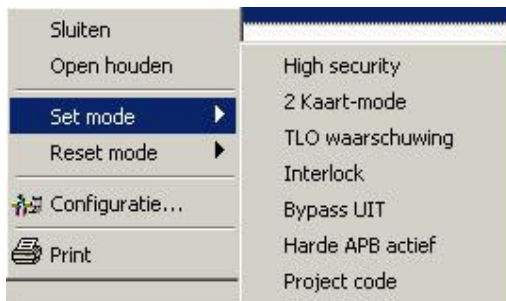 Sluiten
Open houden
Set mode
Reset mode
Configuratie...
Print
High security
2 Kaart-mode
TLO waarschuwing
Interlock
Bypass UIT
Harde APB actief
Project code